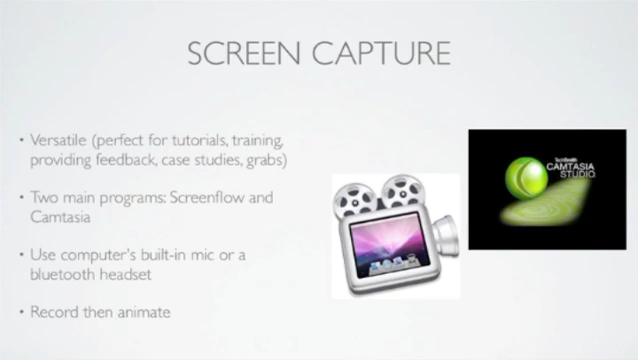 SCREEN CAPTURE
• Versatile (perfect for tutorials, training,
providing feedback, case studies, grabs)
• Two main programs: Screenflow and
Camtasia
• Use computer's built-in mic or a
bluetooth headset
• Record then animate
TechSmith
CAMTASIA
STUDIO